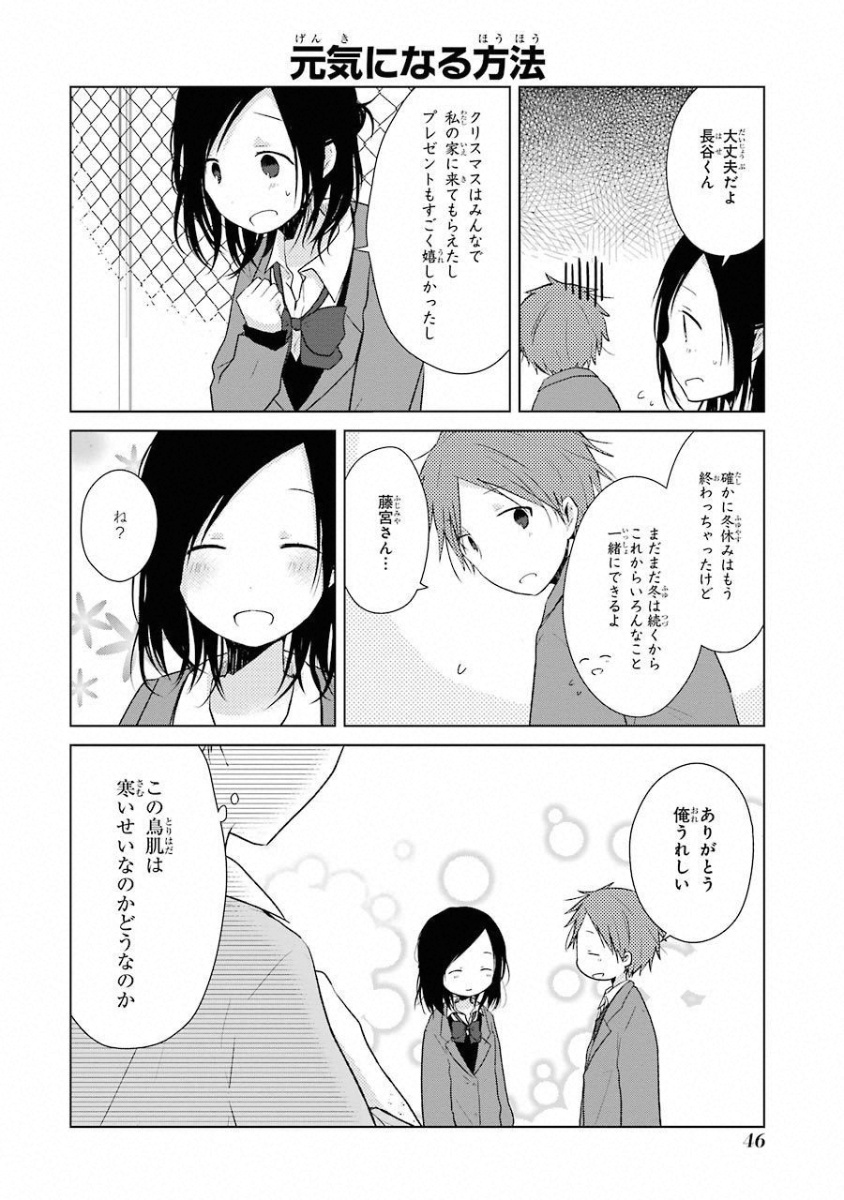 元気になる方法
大丈夫だよ
長谷くん
クリスマスはみんなで
私の家に来てもらえたし
プレゼントもすごく嬉しかったし
確かに冬休みはもう
終わっちゃったけど
まだまだ冬は続くから
これからいろんなこと
一緒にできるよ
藤宮さん…
ね？
ありがとう
俺うれしい
この鳥肌は
寒いせいなのかどうなのか
46